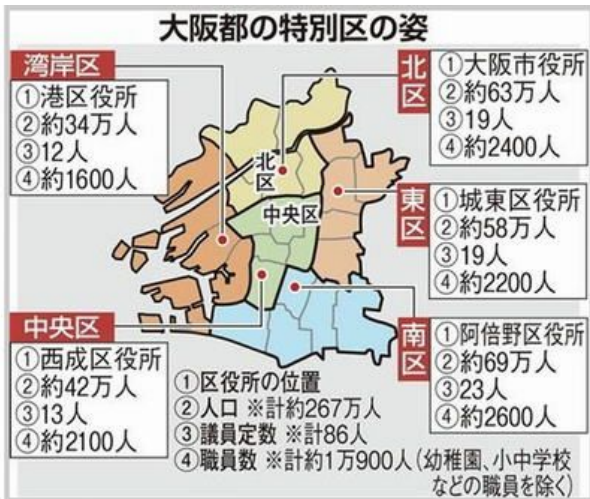 大阪都の特別区の姿
湾岸区
①港区役所
②約34万人
③12人
④約1600人
北区
①大阪市役所
②約63万人
③19人
④約2400人
北区
中央区
東区
①城東区役所
②約58万人
③19人
④約2200人
中央区
①西成区役所
②約42万人
③13人
④約2100人
南区
①阿倍野区役所
②約69万人
③23人
④約2600人
①区役所の位置
②人口 ※計約267万人
③議員定数 ※計86人
④職員数 ※計約1万900人(幼稚園、小中学校
などの職員を除く)